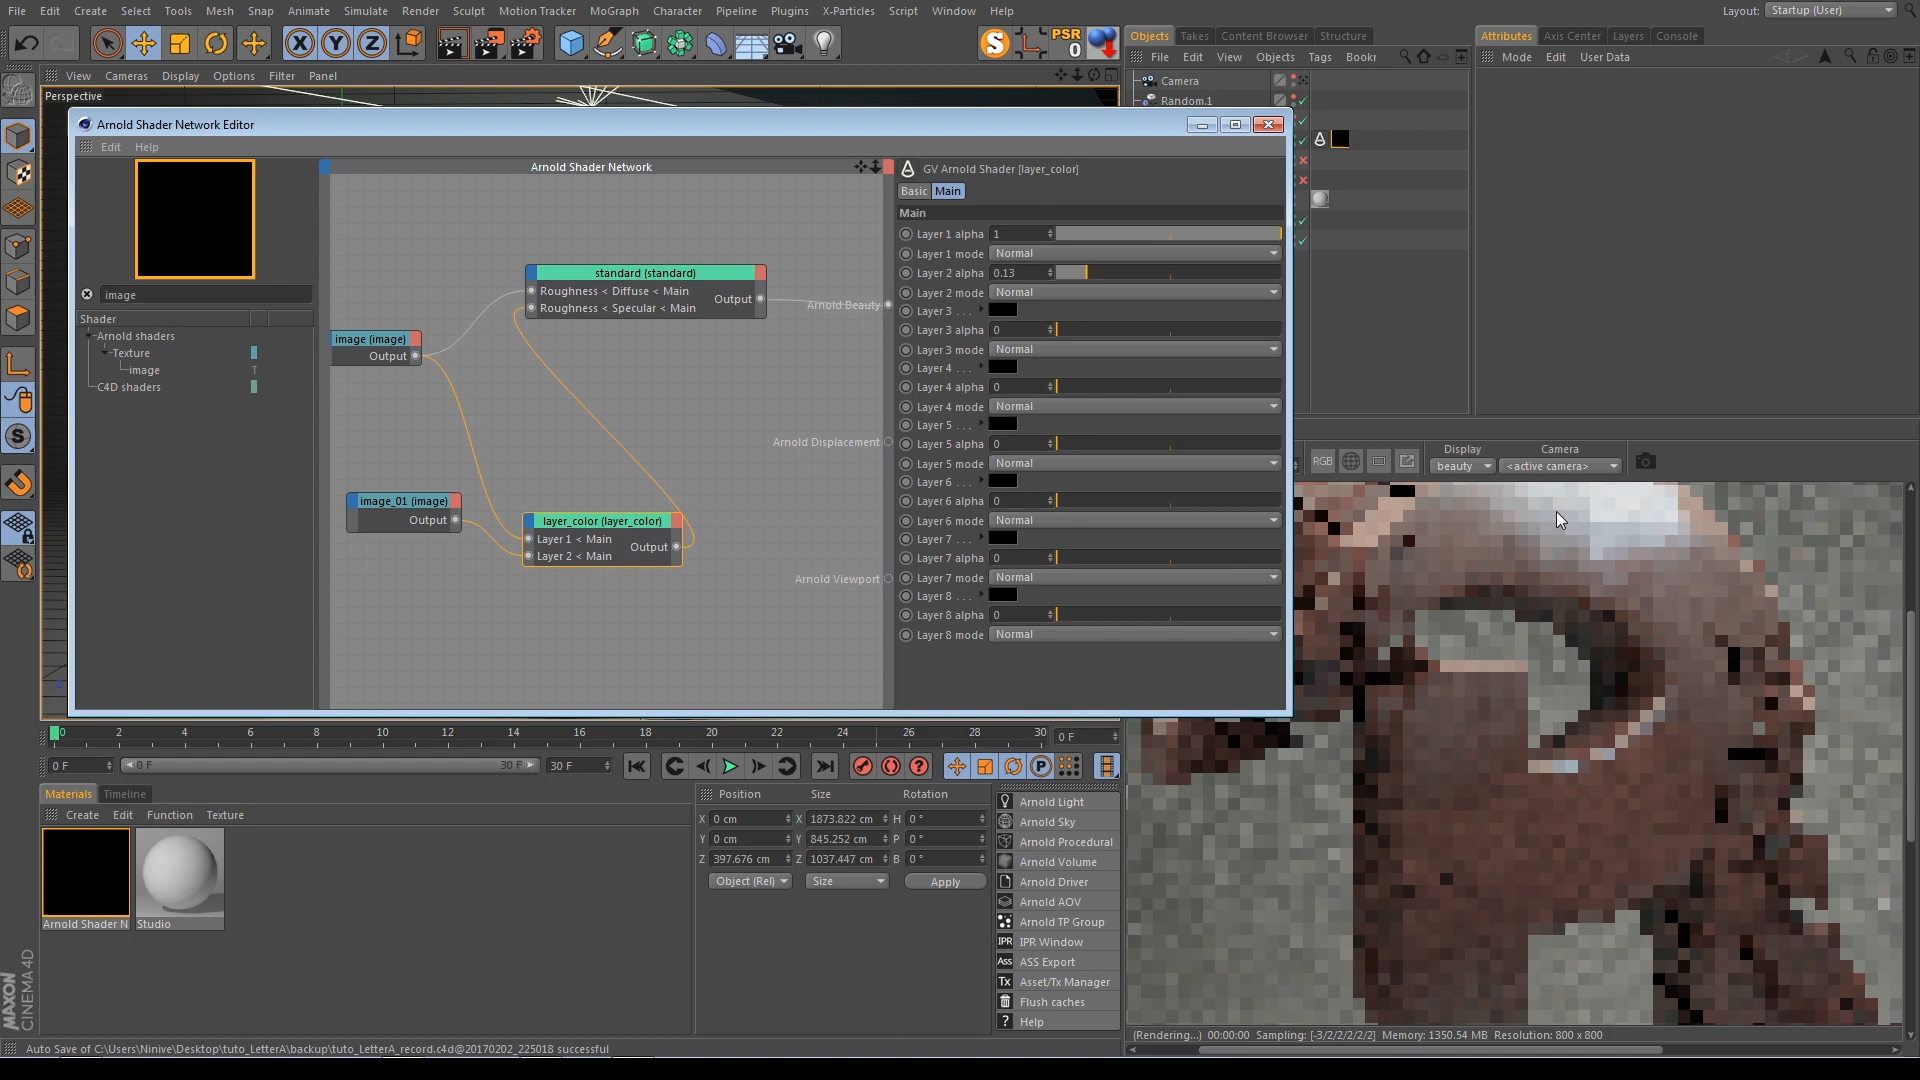 File Edit Create Select Tools Mesh Snap Animate Simulate Render Sculpt Motion Tracker MoGraph Character Pipeline Plugins X-Particles Script Window Help
Layout: Startup (User)
PSR
0
Objects Takes Content Browser Structure
Attributes Axis Center Layers Console
View Cameras Display Options Filter Panel
File Edit View Objects Tags Bookr
Mode Edit User Data
Perspective
Camera
Random.1
Arnold Shader Network Editor
Edit Help
Arnold Shader Network
GV Arnold Shader [layer_color]
Basic Main
Main
image
Shader
Arnold shaders
Texture
image T
C4D shaders
standard (standard)
Roughness < Diffuse < Main
Roughness < Specular < Main
Output
image (image)
Output
image_01 (image)
Output
layer_color (layer_color)
Layer 1 < Main
Layer 2 < Main
Output
Arnold Beauty
Arnold Displacement
Arnold Viewport
Layer 1 alpha 1
Layer 1 mode Normal
Layer 2 alpha 0.13
Layer 2 mode Normal
Layer 3 . . .
Layer 3 alpha 0
Layer 3 mode Normal
Layer 4 . . .
Layer 4 alpha 0
Layer 4 mode Normal
Layer 5 . . .
Layer 5 alpha 0
Layer 5 mode Normal
Layer 6 . . .
Layer 6 alpha 0
Layer 6 mode Normal
Layer 7 . . .
Layer 7 alpha 0
Layer 7 mode Normal
Layer 8 . . .
Layer 8 alpha 0
Layer 8 mode Normal
RGB
Display
beauty
Camera
<active camera>
(Rendering...) 00:00:00 Sampling: [-3/2/2/2/2/2] Memory: 1350.54 MB Resolution: 800 x 800
0 2 4 6 8 10 12 14 16 18 20 22 24 26 28 30 0 F
0 F 0 F 30 F 30 F
Materials Timeline
Create Edit Function Texture
Arnold Shader N
Studio
Position Size Rotation
X 0 cm X 1873.822 cm H 0 °
Y 0 cm Y 845.252 cm P 0 °
Z 397.676 cm Z 1037.447 cm B 0 °
Object (Rel) Size Apply
Arnold Light
Arnold Sky
Arnold Procedural
Arnold Volume
Arnold Driver
Arnold AOV
Arnold TP Group
IPR IPR Window
Ass ASS Export
Tx Asset/Tx Manager
Flush caches
? Help
MAXON
CINEMA 4D
Auto Save of C:\Users\Ninive\Desktop\tuto_LetterA\backup\tuto_LetterA_record.c4d@20170202_225018 successful